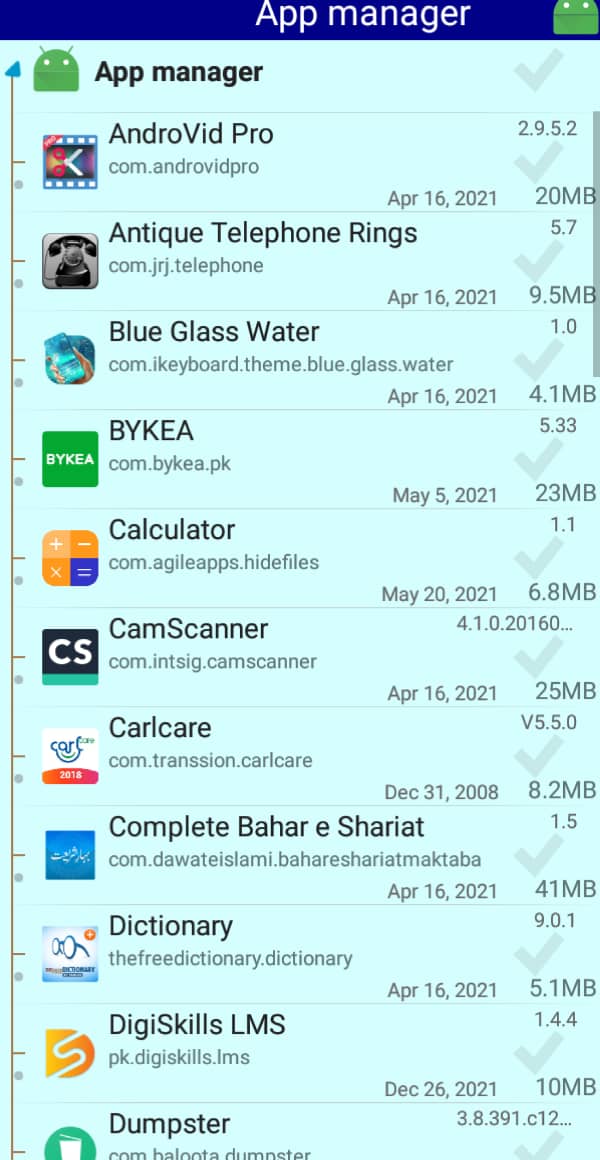 App manager
App manager
AndroVid Pro
2.9.5.2
com.androvidpro
Apr 16, 2021
20MB
Antique Telephone Rings
5.7
com.jrj.telephone
Apr 16, 2021
9.5MB
Blue Glass Water
1.0
com.ikeyboard.theme.blue.glass.water
Apr 16, 2021
4.1MB
BYKEA
5.33
BYKEA
com.bykea.pk
May 5, 2021
23MB
Calculator
1.1
com.agileapps.hidefiles
May 20, 2021
6.8MB
CamScanner
4.1.0.20160...
CS
com.intsig.camscanner
Apr 16, 2021
25MB
Carlcare
V5.5.0
carlcare
com.transsion.carlcare
2018
Dec 31, 2008
8.2MB
Complete Bahar e Shariat
1.5
بہار شریعت
com.dawateislami.bahareshariatmaktaba
Apr 16, 2021
41MB
Dictionary
9.0.1
thefreedictionary.dictionary
DICTIONARY
Apr 16, 2021
5.1MB
DigiSkills LMS
1.4.4
pk.digiskills.lms
Dec 26, 2021
10MB
Dumpster
3.8.391.c12...
com.baloota.dumpster